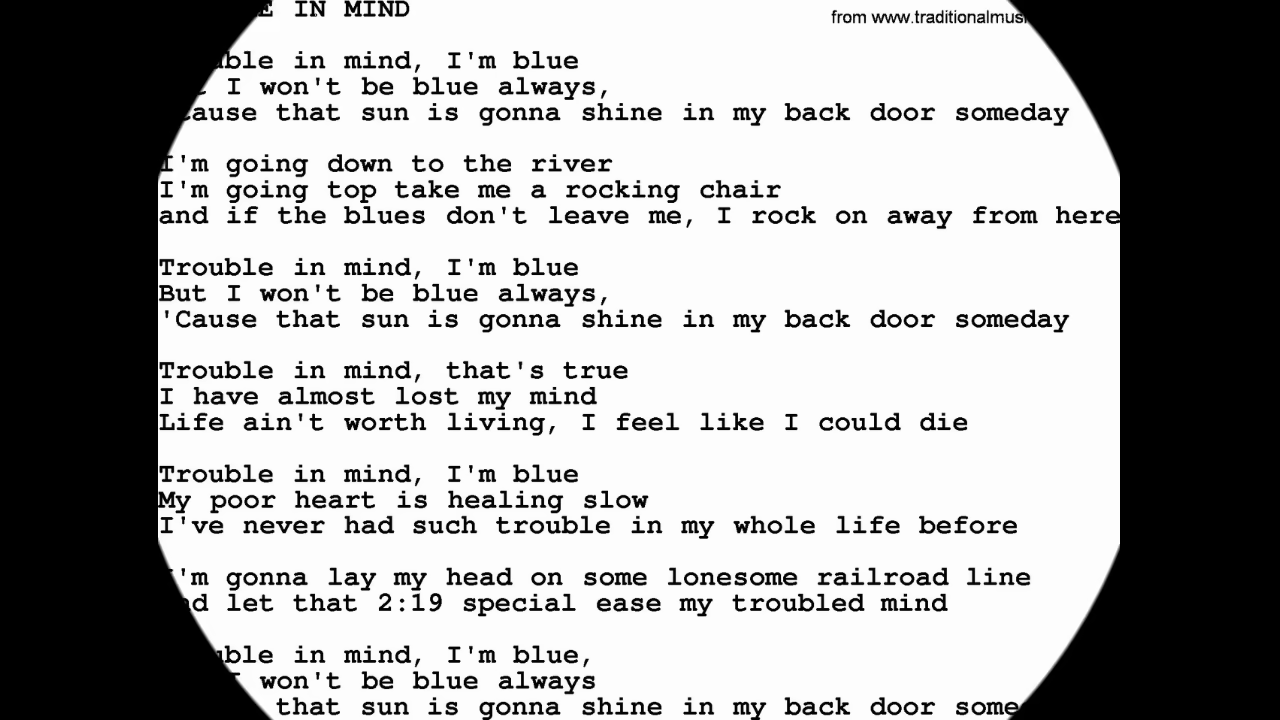 E IN MIND
from www.traditionalmusi
ble in mind, I'm blue
I won't be blue always,
cause that sun is gonna shine in my back door someday
I'm going down to the river
I'm going top take me a rocking chair
and if the blues don't leave me, I rock on away from here
Trouble in mind, I'm blue
But I won't be blue always,
'Cause that sun is gonna shine in my back door someday
Trouble in mind, that's true
I have almost lost my mind
Life ain't worth living, I feel like I could die
Trouble in mind, I'm blue
My poor heart is healing slow
I've never had such trouble in my whole life before
I'm gonna lay my head on some lonesome railroad line
nd let that 2:19 special ease my troubled mind
uble in mind, I'm blue,
I won't be blue always
that sun is gonna shine in my back door some